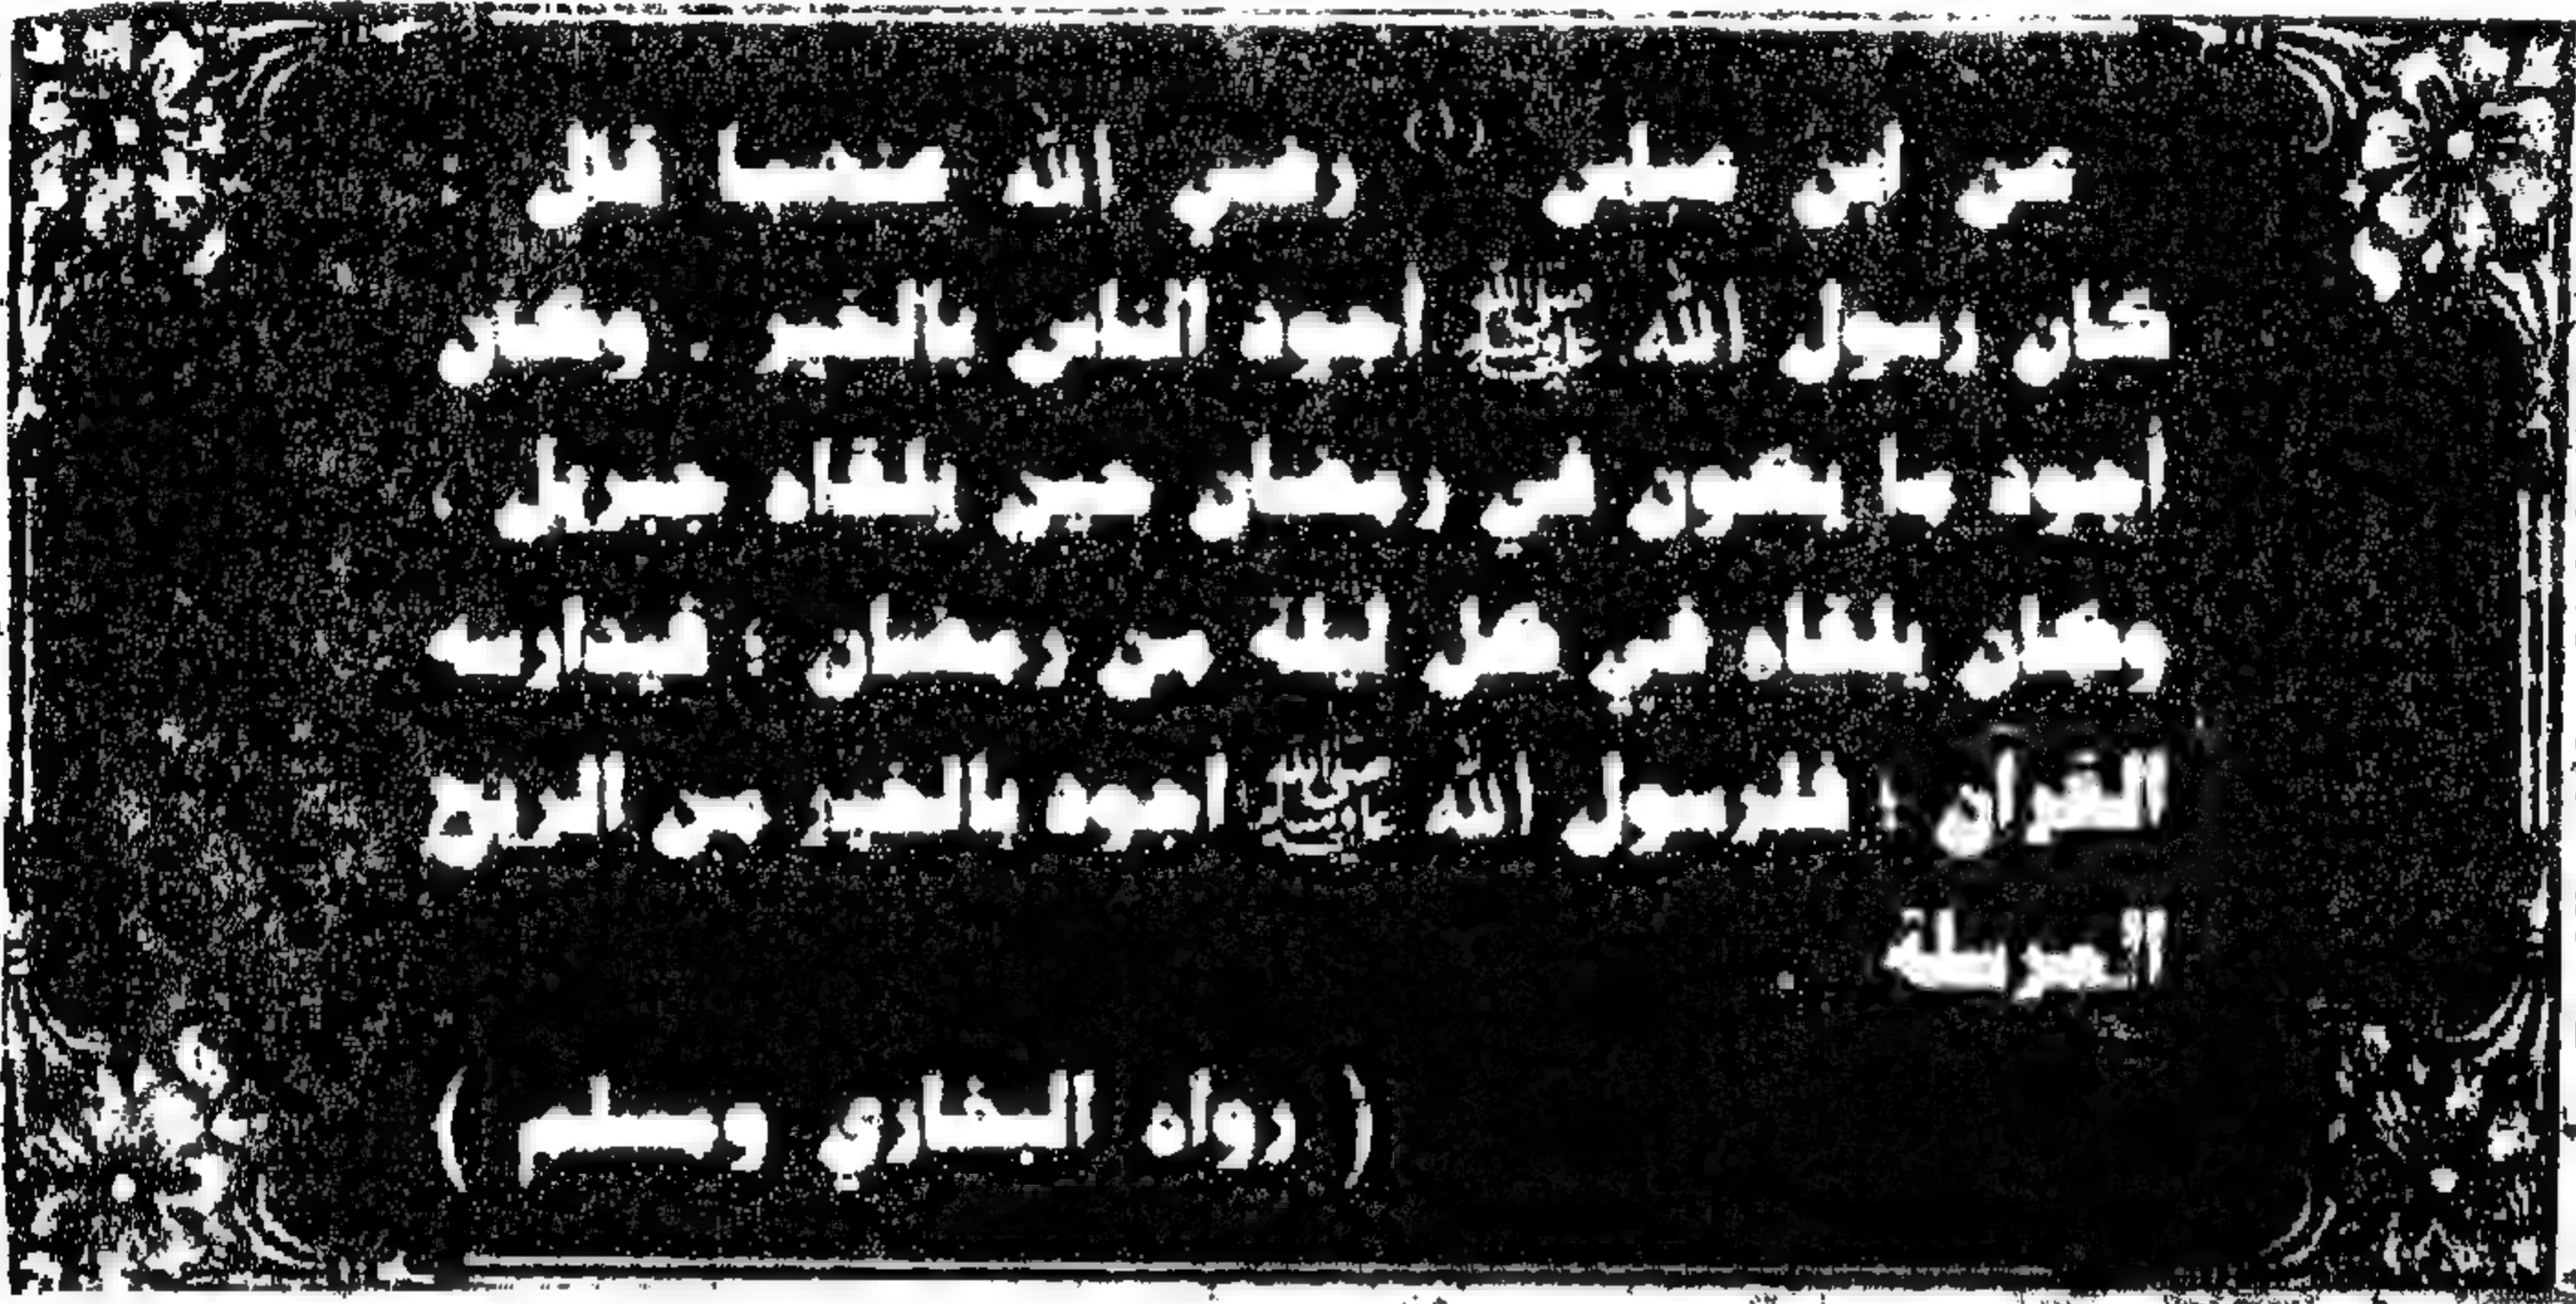 عن ابن عباس (١) رضي الله عنهما قال :
كان رسول الله ﷺ أجود الناس بالخير . وكان
أجود ما يكون في رمضان حين يلقاه جبريل ،
وكان يلقاه في كل ليلة من رمضان ؛ فيدارسه
القرآن ؛ فلرسول الله ﷺ أجود بالخير من الريح
المرسلة .
( رواه البخاري ومسلم )